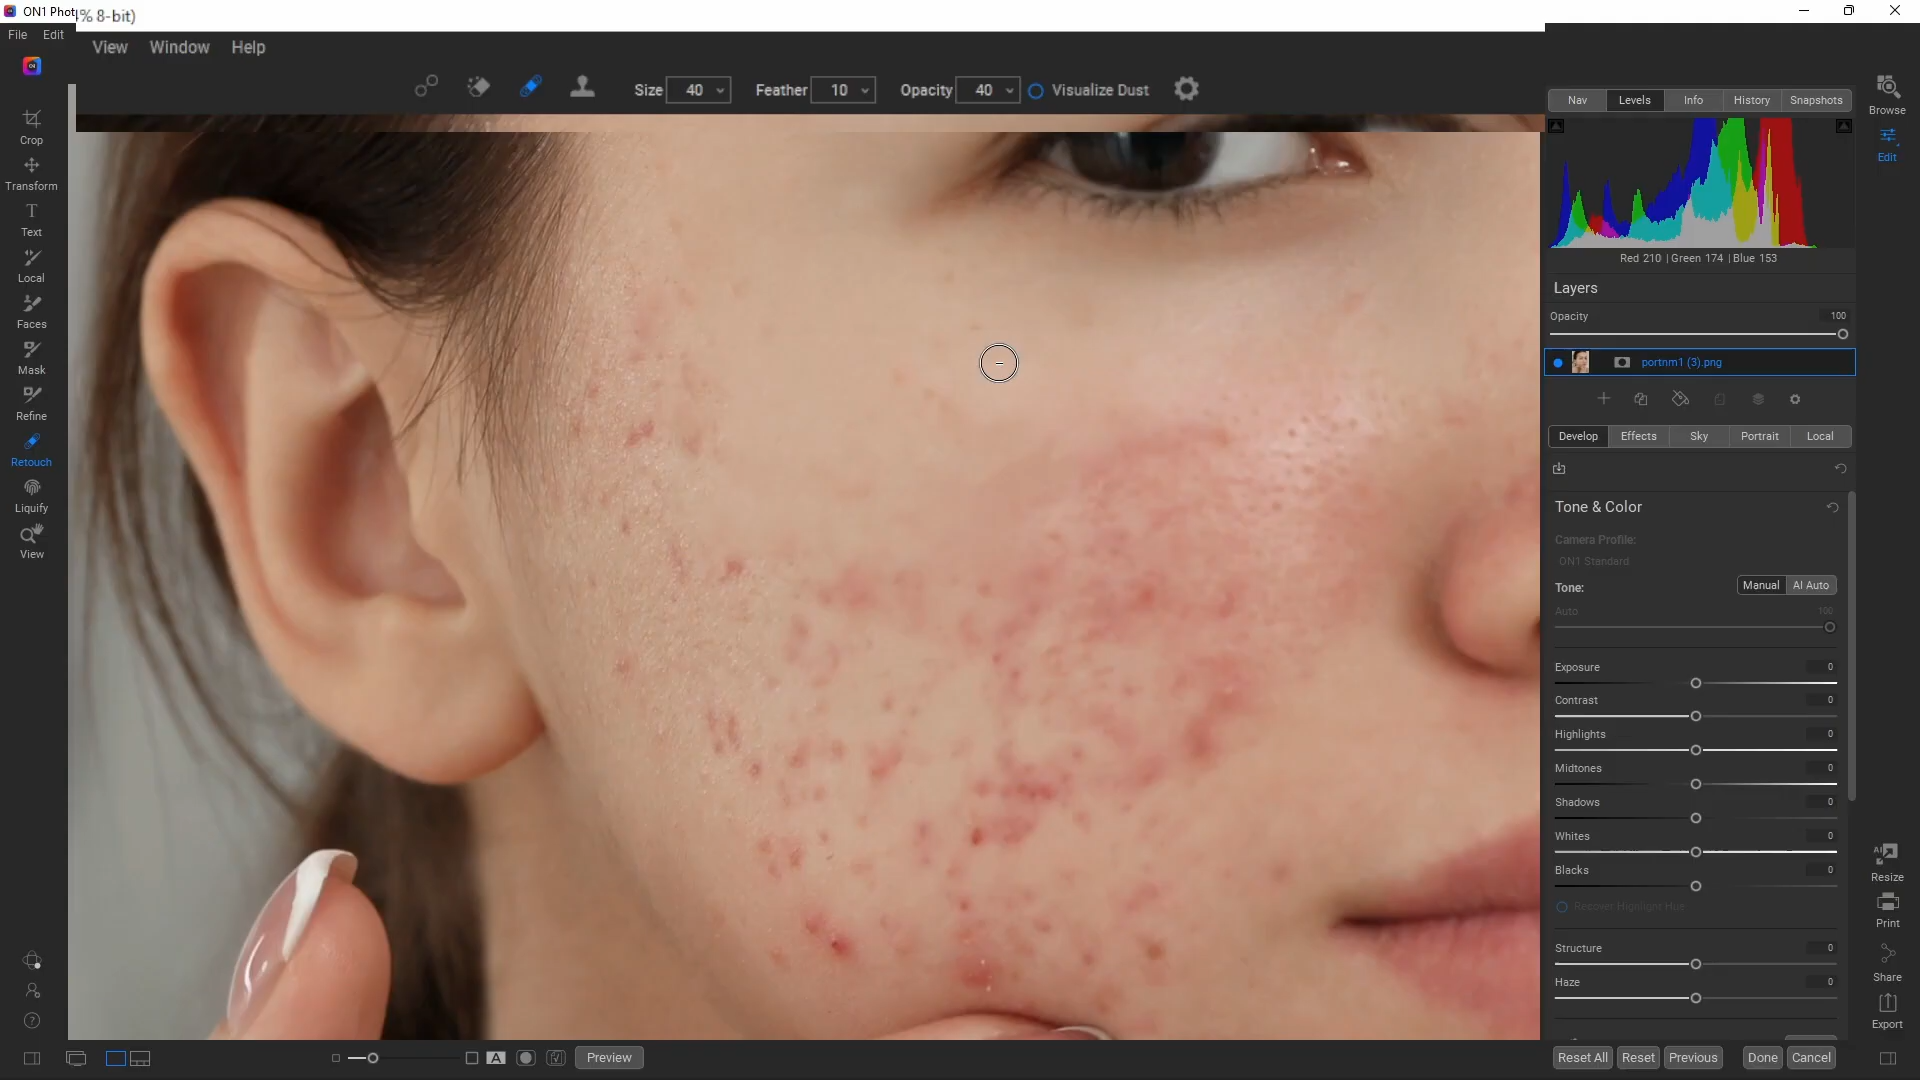 ON1 Phot
% 8-bit)
File Edit
View Window Help
Size 40 Feather 10 Opacity 40 Visualize Dust
Crop
Transform
Text
Local
Faces
Mask
Refine
Retouch
Liquify
View
Nav Levels Info History Snapshots
Red 210 | Green 174 | Blue 153
Layers
Opacity 100
portnm1 (3).png
Develop Effects Sky Portrait Local
Tone & Color
Camera Profile:
ON1 Standard
Tone: Manual AI Auto
Auto 100
Exposure 0
Contrast 0
Highlights 0
Midtones 0
Shadows 0
Whites 0
Blacks 0
Recover Highlight Hue
Structure 0
Haze 0
Browse
Edit
AI
Resize
Print
Share
Export
A
Preview
Reset All Reset Previous Done Cancel